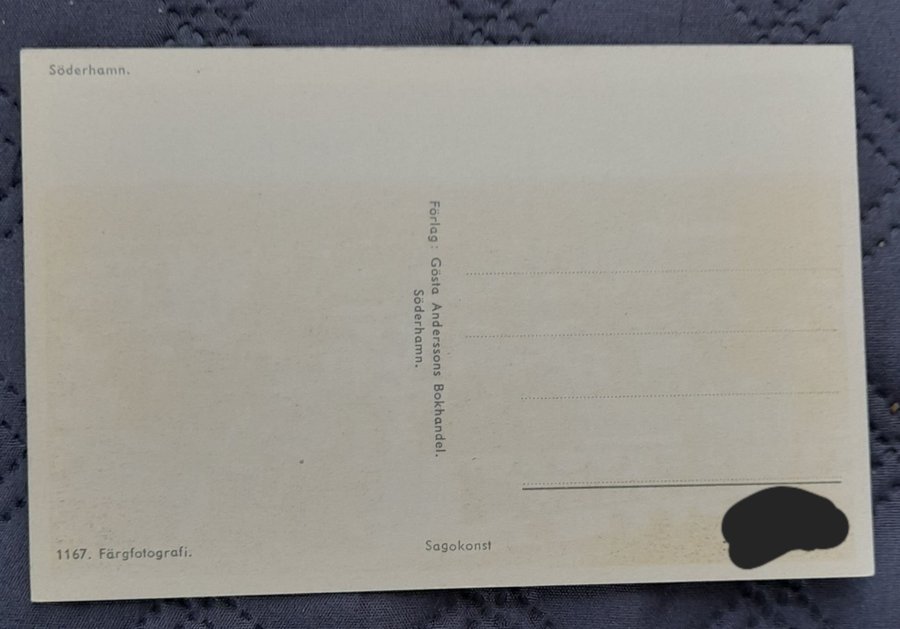 Söderhamn.
Förlag: Gösta Anderssons Bokhandel.
Söderhamn.
1167. Färgfotografi.
Sagokonst